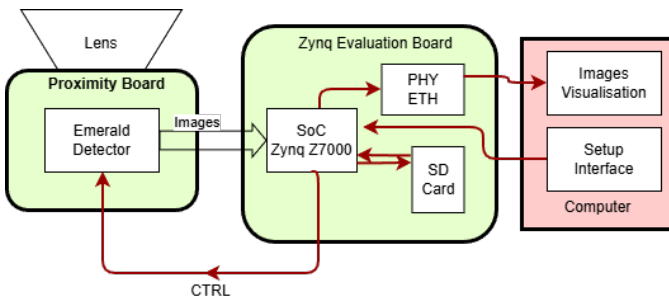 Lens
Proximity Board
Emerald
Detector
Images
Zynq Evaluation Board
PHY
ETH
SoC
Zynq Z7000
SD
Card
Images
Visualisation
Setup
Interface
Computer
CTRL